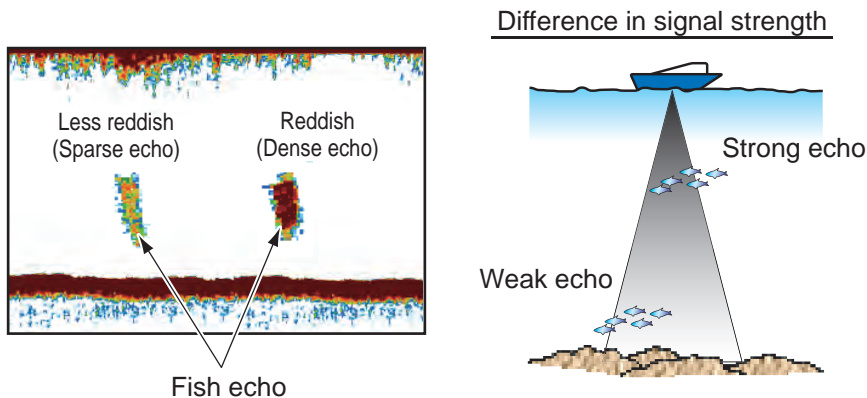 Difference in signal strength
Less reddish
(Sparse echo)
Reddish
(Dense echo)
Fish echo
Strong echo
Weak echo